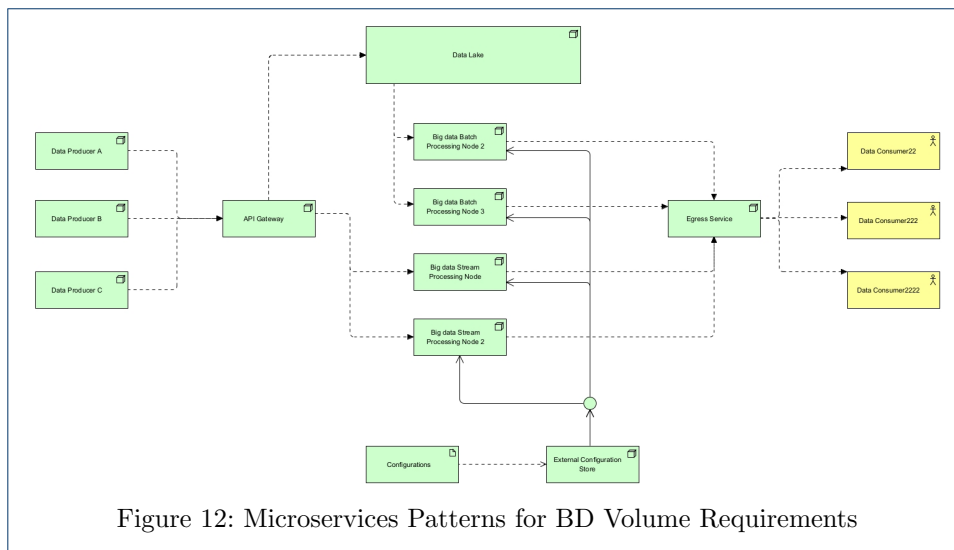 Data Lake
Big data Batch
Processing Node 2
Data Producer A
Data Consumer22
Big data Batch
Processing Node 3
Data Producer B
API Gateway
Egress Service
Data Consumer222
Big data Stream
Processing Node
Data Producer C
Data Consumer2222
Big data Stream
Processing Node 2
Configurations
External Configuration
Store
Figure 12: Microservices Patterns for BD Volume Requirements